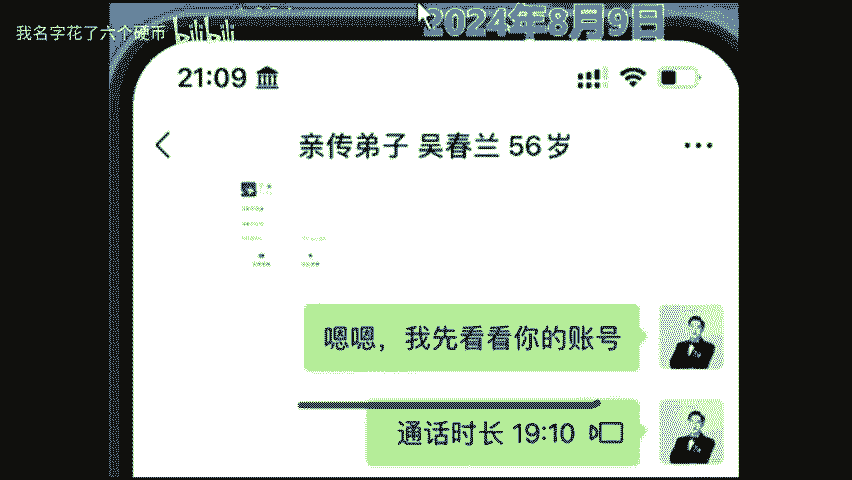 2024年8月9日
我名字花了六个硬币 bilibili
21:09
亲传弟子 吴春兰 56岁
嗯嗯，我先看看你的账号
通话时长 19:10